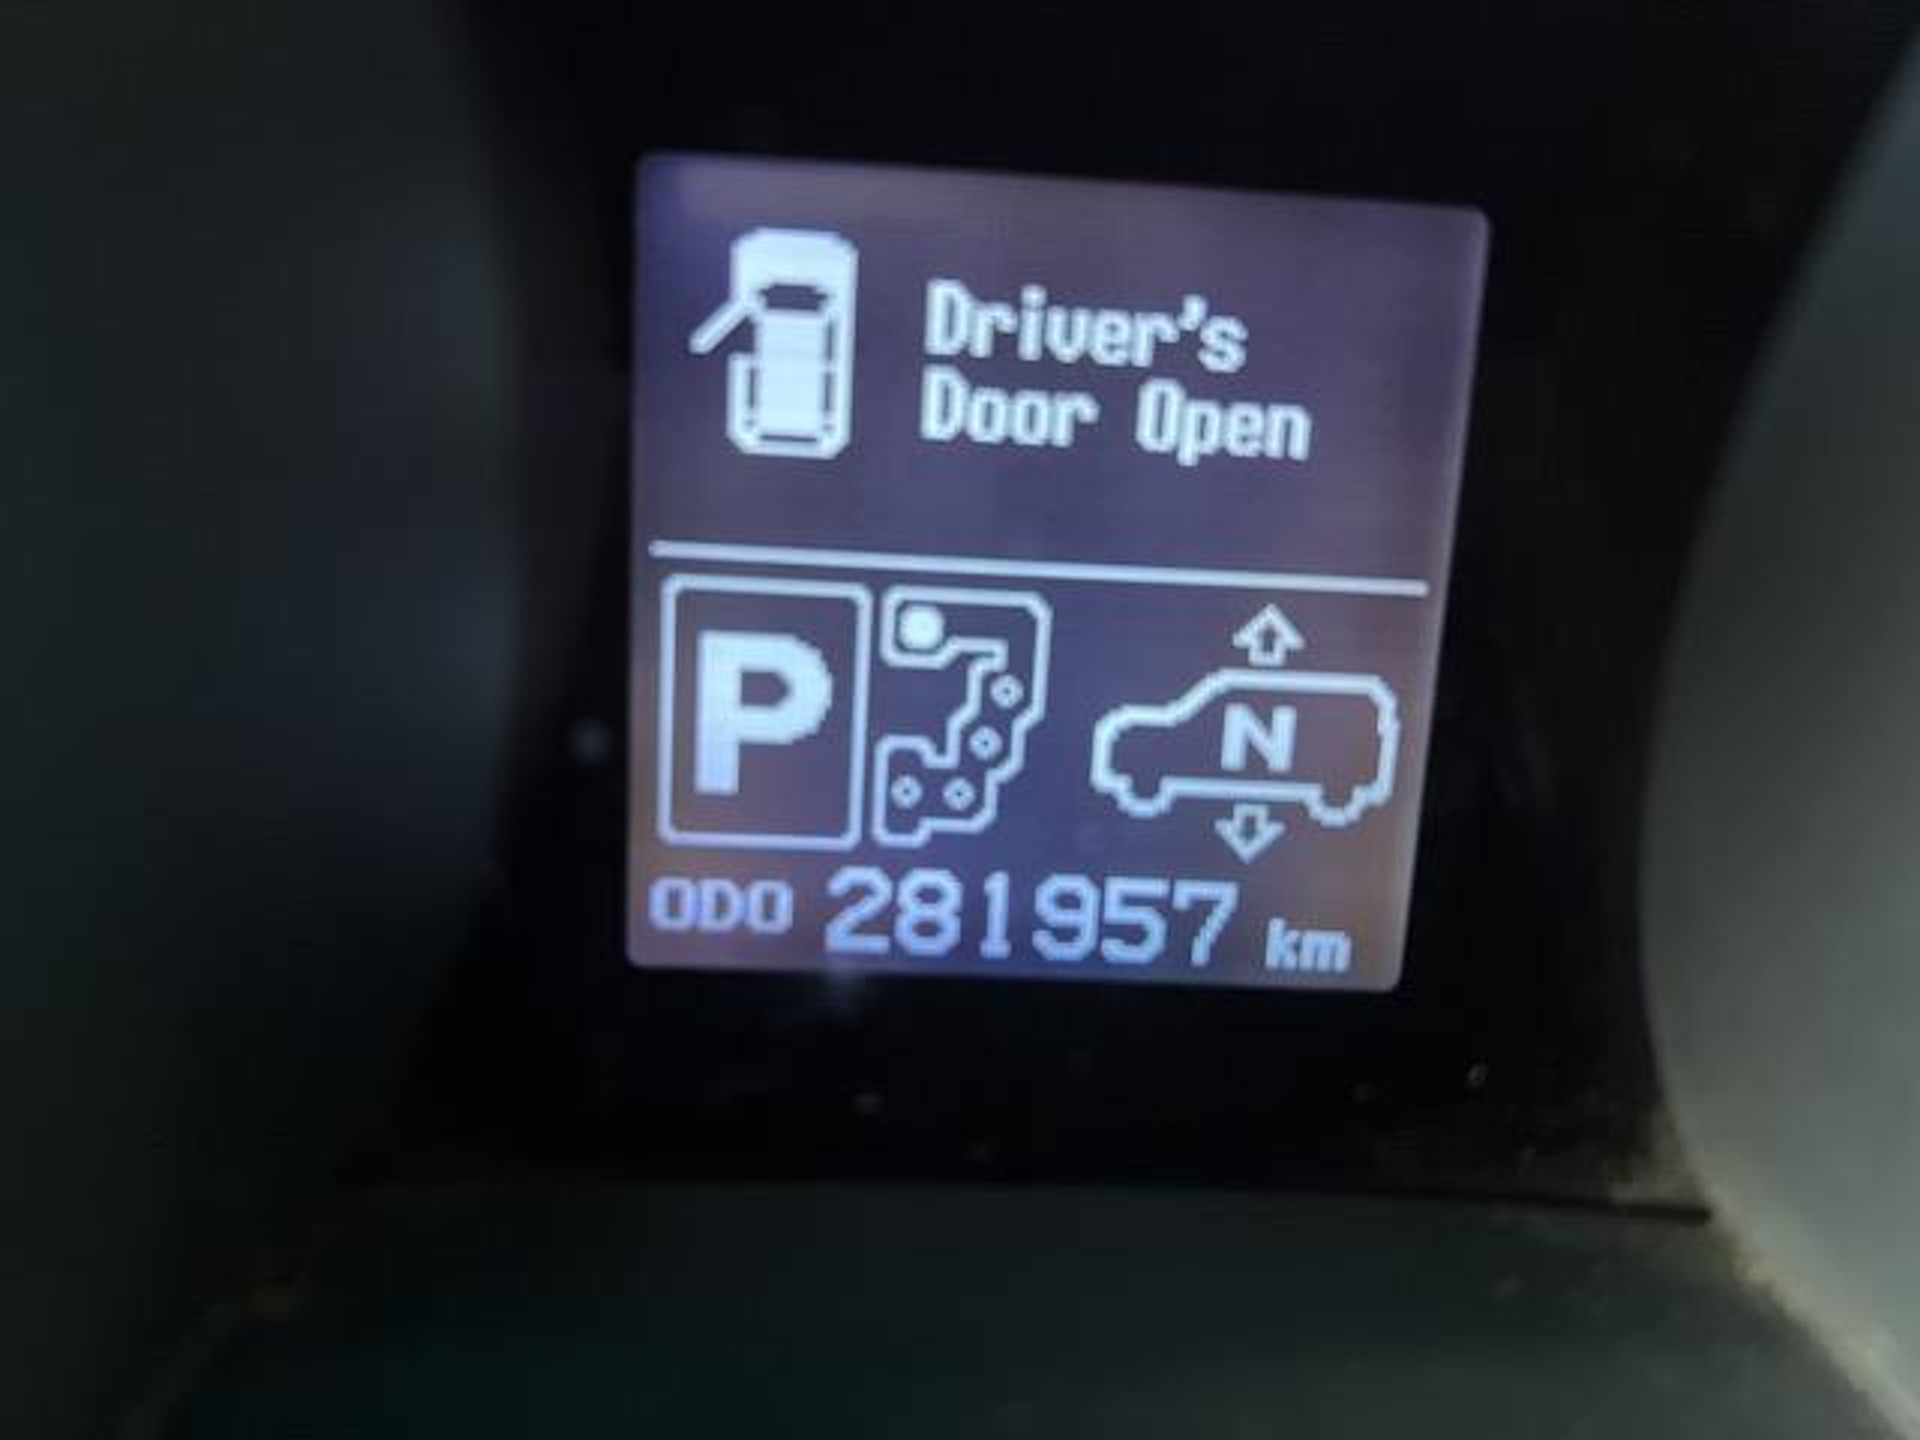 Driver's
Door Open
P
N
ODO 281957 km